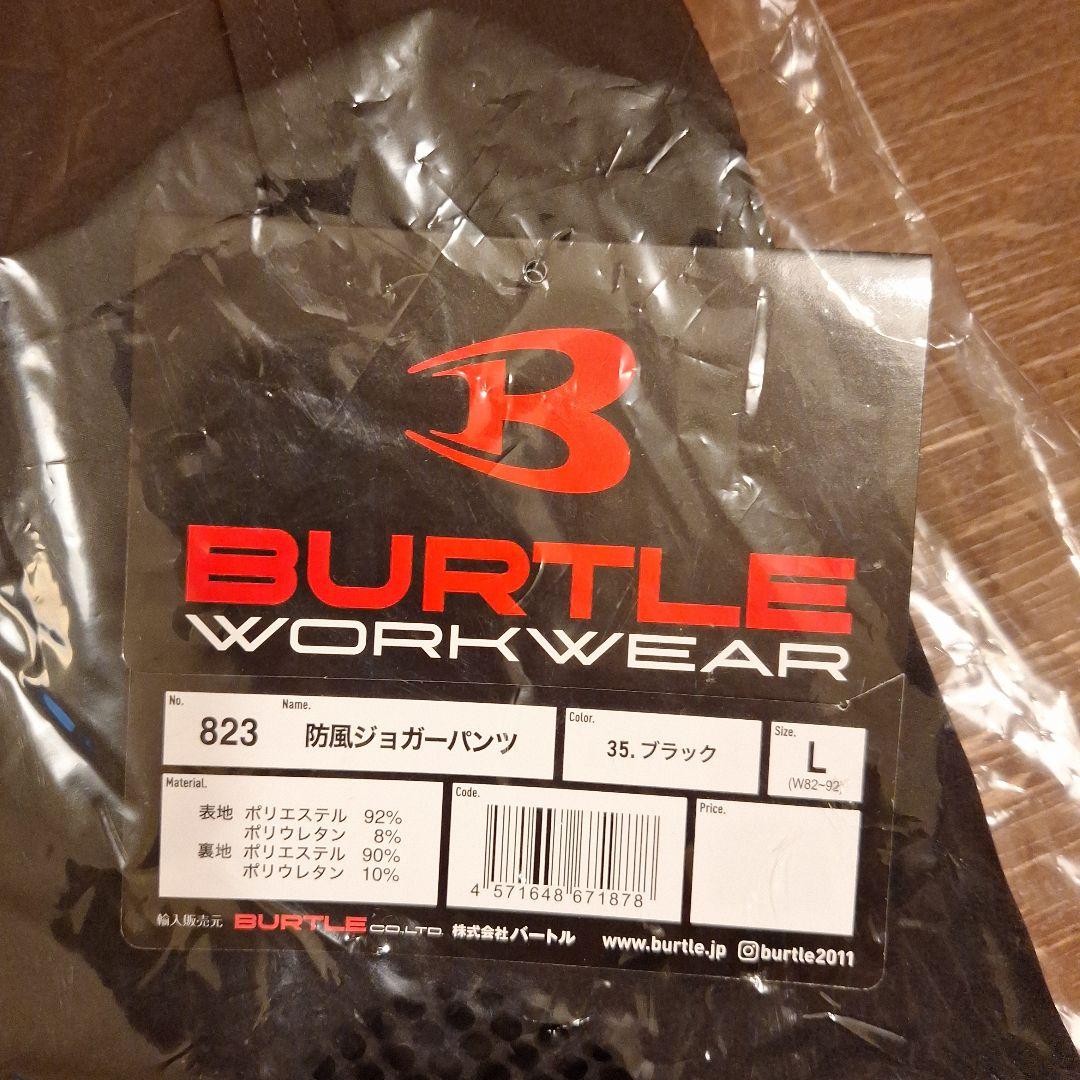 B
BURTLE
WORKWEAR
No. 823
Name. 防風ジョガーパンツ
Color. 35.ブラック
Size. L
(W82~92)
Material.
表地 ポリエステル 92%
ポリウレタン 8%
裏地 ポリエステル 90%
ポリウレタン 10%
Code.
4 571648 671878
Price.
輸入販売元 BURTLE CO.,LTD. 株式会社バートル www.burtle.jp burtle2011